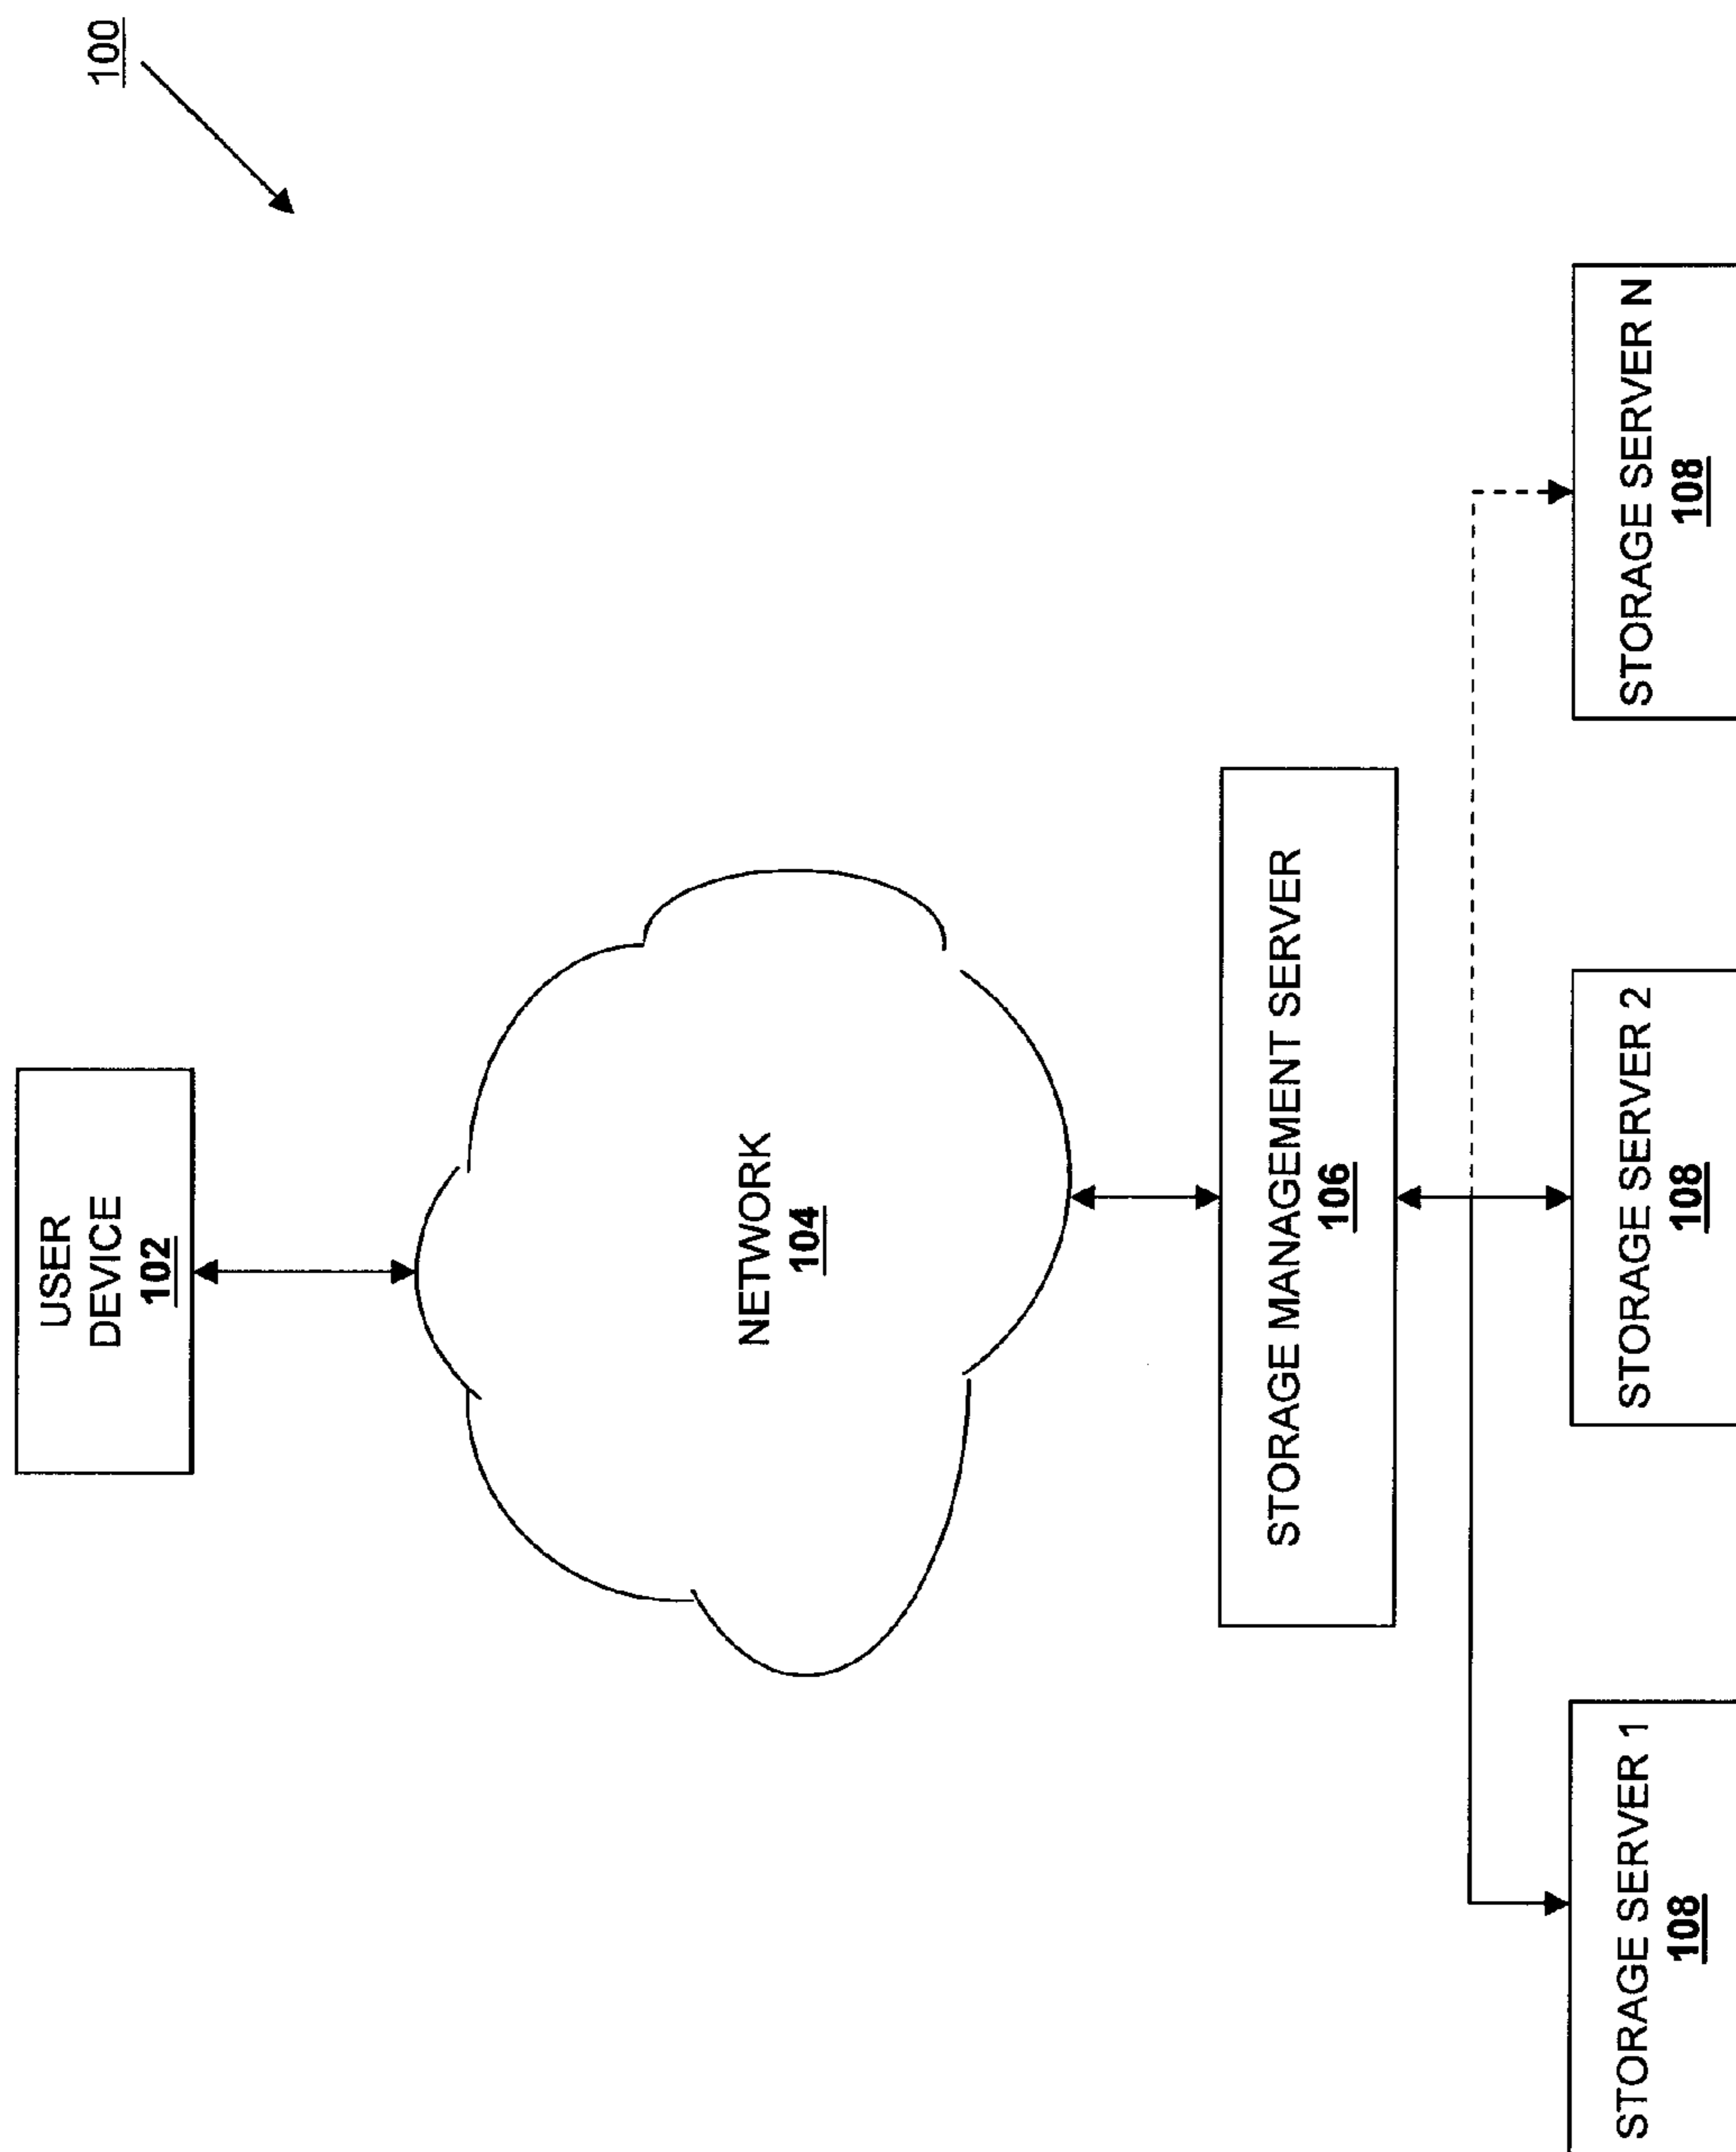 100
USER
DEVICE
102
NETWORK
104
STORAGE MANAGEMENT SERVER
106
STORAGE SERVER 1
108
STORAGE SERVER 2
108
STORAGE SERVER N
108